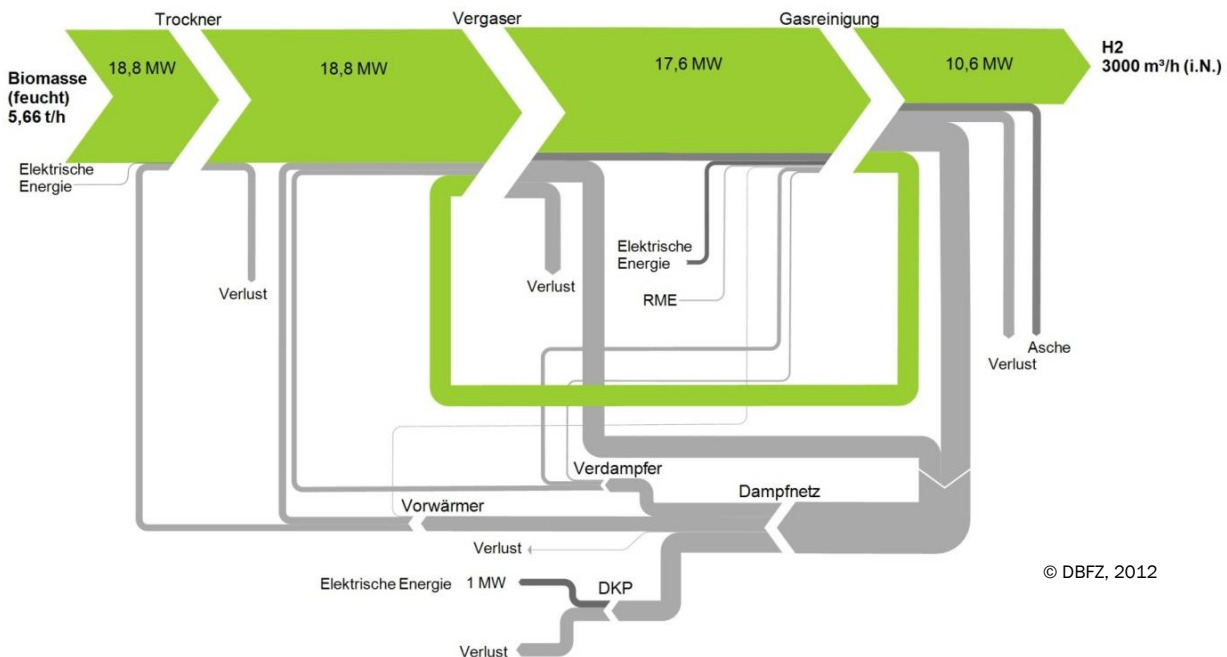 Trockner
Vergaser
Gasreinigung
Biomasse
(feucht)
5,66 t/h
18,8 MW
18,8 MW
17,6 MW
10,6 MW
H2
3000 m³/h (i.N.)
Elektrische
Energie
Verlust
Verlust
Elektrische
Energie
RME
Verlust
Asche
Verdampfer
Dampfnetz
Vorwärmer
Verlust
Elektrische Energie 1 MW
DKP
Verlust
© DBFZ, 2012